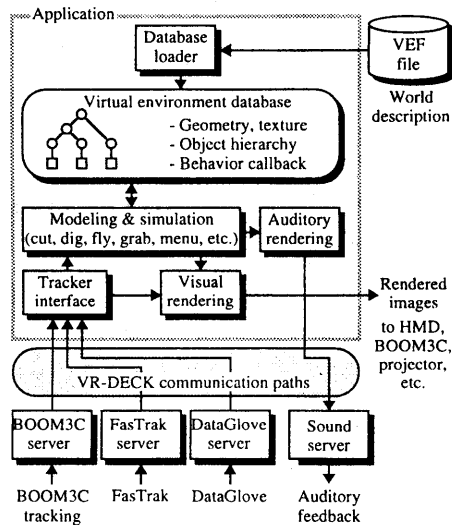 Application
Database
loader
VEF
file
World
description
Virtual environment database
- Geometry, texture
- Object hierarchy
- Behavior callback
Modeling & simulation
(cut, dig, fly, grab, menu, etc.)
Auditory
rendering
Tracker
interface
Visual
rendering
Rendered
images
to HMD,
BOOM3C,
projector,
etc.
VR-DECK communication paths
BOOM3C
server
FasTrak
server
DataGlove
server
Sound
server
BOOM3C
tracking
FasTrak
DataGlove
Auditory
feedback